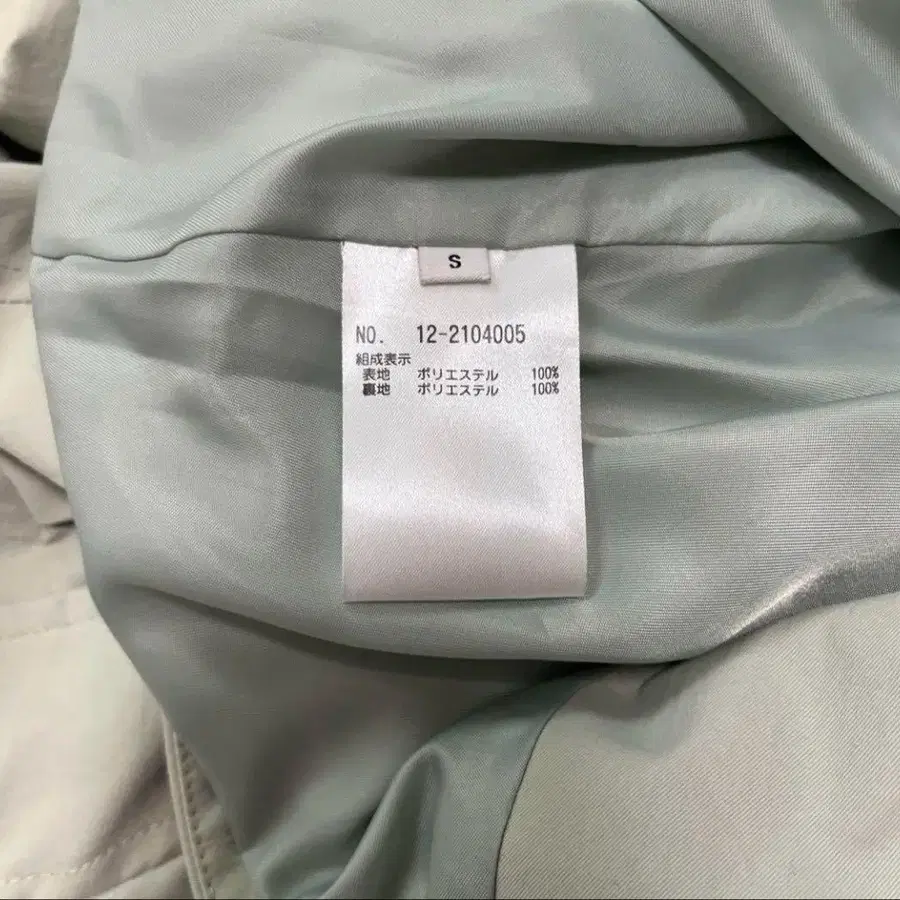 S
NO. 12-2104005
組成表示
表地 ポリエステル 100%
裏地 ポリエステル 100%